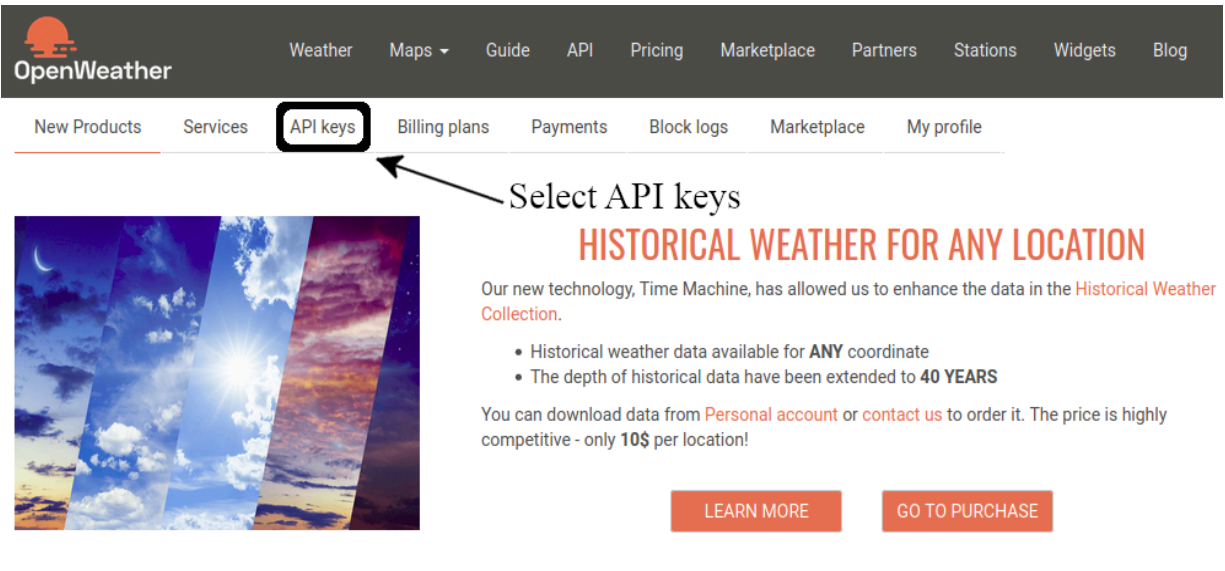 Weather Maps Guide API Pricing Marketplace Partners Stations Widgets Blog
OpenWeather
New Products Services API keys Billing plans Payments Block logs Marketplace My profile
Select API keys
HISTORICAL WEATHER FOR ANY LOCATION
Our new technology, Time Machine, has allowed us to enhance the data in the Historical Weather
Collection.
• Historical weather data available for ANY coordinate
• The depth of historical data have been extended to 40 YEARS
You can download data from Personal account or contact us to order it. The price is highly
competitive - only 10$ per location!
LEARN MORE GO TO PURCHASE